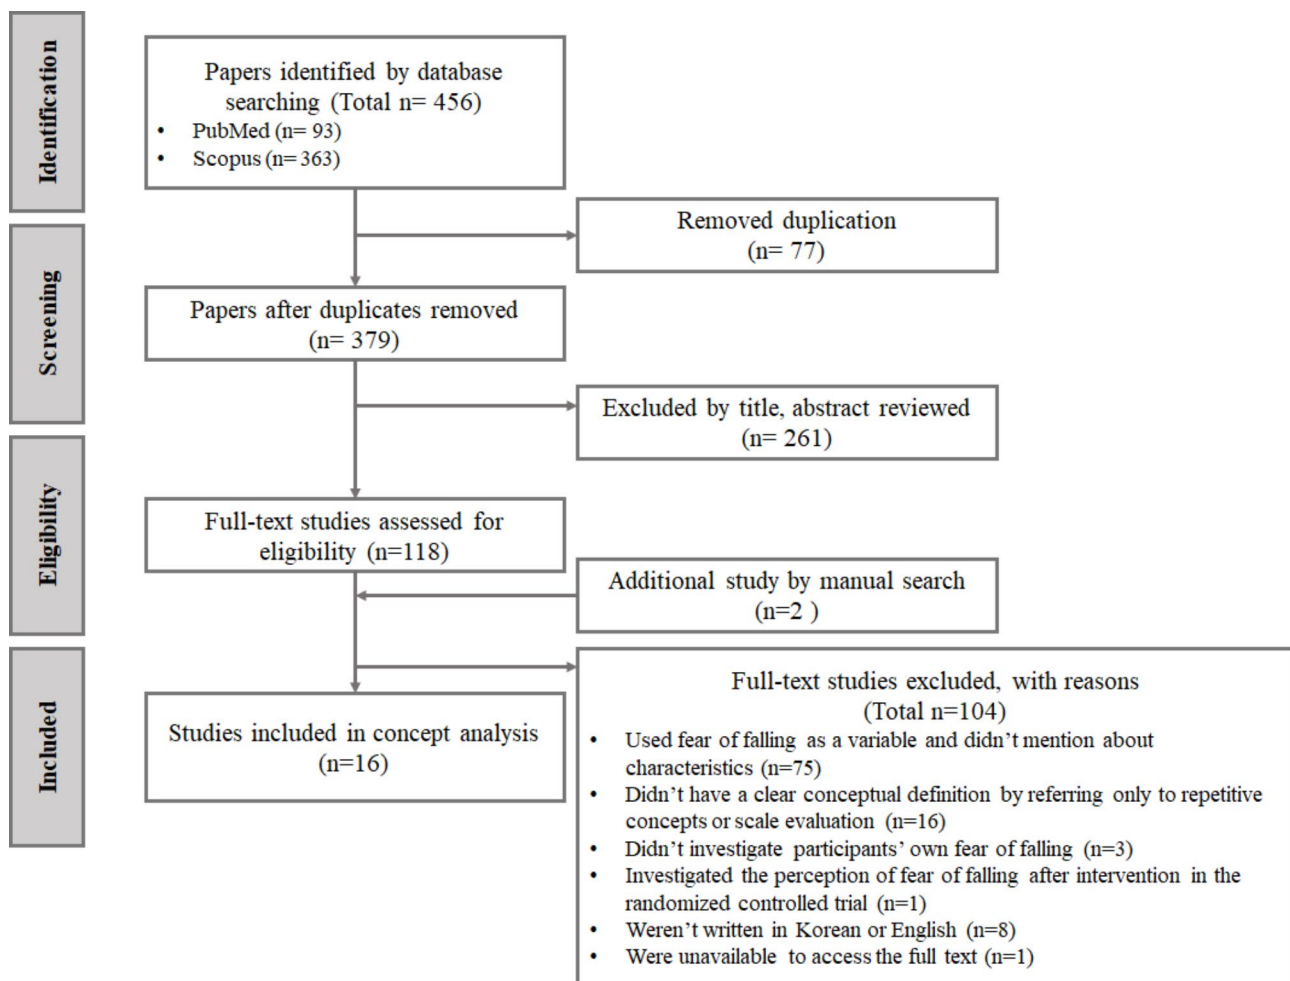 Identification
Papers identified by database
searching (Total n= 456)
• PubMed (n= 93)
• Scopus (n= 363)
Removed duplication
(n= 77)
Screening
Papers after duplicates removed
(n= 379)
Excluded by title, abstract reviewed
(n= 261)
Eligibility
Full-text studies assessed for
eligibility (n=118)
Additional study by manual search
(n=2 )
Included
Studies included in concept analysis
(n=16)
Full-text studies excluded, with reasons
(Total n=104)
• Used fear of falling as a variable and didn't mention about
characteristics (n=75)
• Didn't have a clear conceptual definition by referring only to repetitive
concepts or scale evaluation (n=16)
• Didn't investigate participants' own fear of falling (n=3)
• Investigated the perception of fear of falling after intervention in the
randomized controlled trial (n=1)
• Weren't written in Korean or English (n=8)
• Were unavailable to access the full text (n=1)